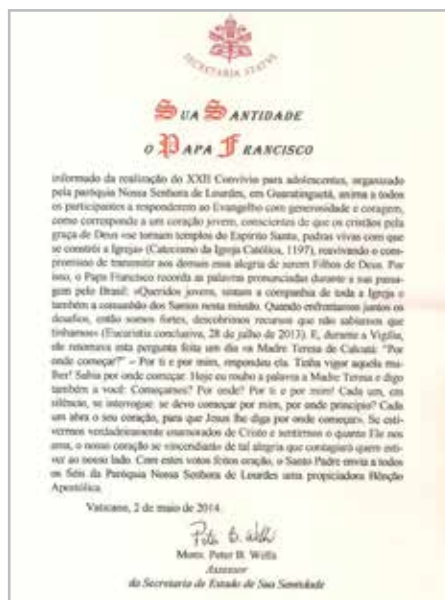 SECRETARIA STATUS
SUA SANTIDADE
O PAPA FRANCISCO
informado da realização do XXII Convívio para adolescentes, organizado
pela paróquia Nossa Senhora de Lourdes, em Guaratinguetá, anima a todos
os participantes a responderem ao Evangelho com generosidade e coragem,
como corresponde a um coração jovem, conscientes de que os cristãos pela
graça de Deus «se tornam templos do Espírito Santo, pedras vivas com que
se constrói a Igreja» (Catecismo da Igreja Católica, 1197), reavivando o com-
promisso de transmitir aos demais essa alegria de serem Filhos de Deus. Por
isso, o Papa Francisco recorda as palavras pronunciadas durante a sua passa-
gem pelo Brasil: «Queridos jovens, sintam a companhia de toda a Igreja e
também a comunhão dos Santos nesta missão. Quando enfrentamos juntos os
desafios, então somos fortes, descobrimos recursos que não sabíamos que
tínhamos» (Eucaristia conclusiva, 28 de julho de 2013). E, durante a Vigília,
ele retomava esta pergunta feita um dia «a Madre Teresa de Calcutá: "Por
onde começar?" – Por ti e por mim, respondeu ela. Tinha vigor aquela mu-
lher! Sabia por onde começar. Hoje eu roubo a palavra a Madre Teresa e digo
também a você: Começamos? Por onde? Por ti e por mim! Cada um, em
silêncio, se interrogue: se devo começar por mim, por onde principio? Cada
um abra o seu coração, para que Jesus lhe diga por onde começar». Se esti-
vermos verdadeiramente enamorados de Cristo e sentirmos o quanto Ele nos
ama, o nosso coração se «incendiará» de tal alegria que contagiará quem esti-
ver ao nosso lado. Com estes votos feitos oração, o Santo Padre envia a todos
os fiéis da Paróquia Nossa Senhora de Lourdes uma propiciadora Bênção
Apostólica.
Vaticano, 2 de maio de 2014.
Peter B. Wells
Mons. Peter B. Wells
Assessor
da Secretaria de Estado de Sua Santidade